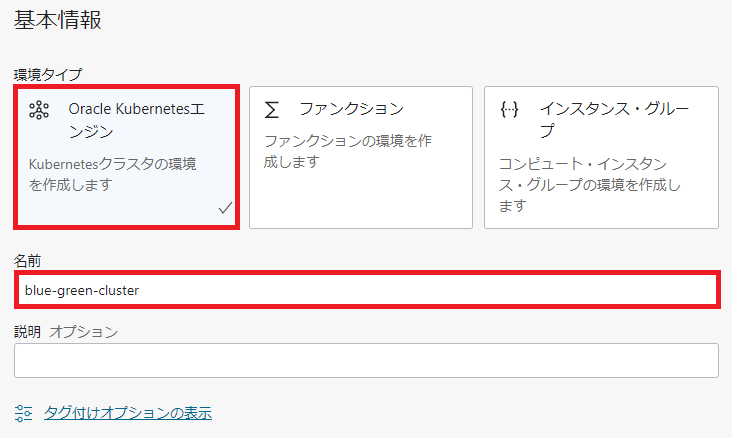 基本情報
環境タイプ
Oracle Kubernetesエ
ンジン
Kubernetesクラスタの環境
を作成します
ファンクション
ファンクションの環境を作
成します
インスタンス・グルー
プ
コンピュート・インスタン
ス・グループの環境を作成し
ます
名前
blue-green-cluster
説明 オプション
タグ付けオプションの表示